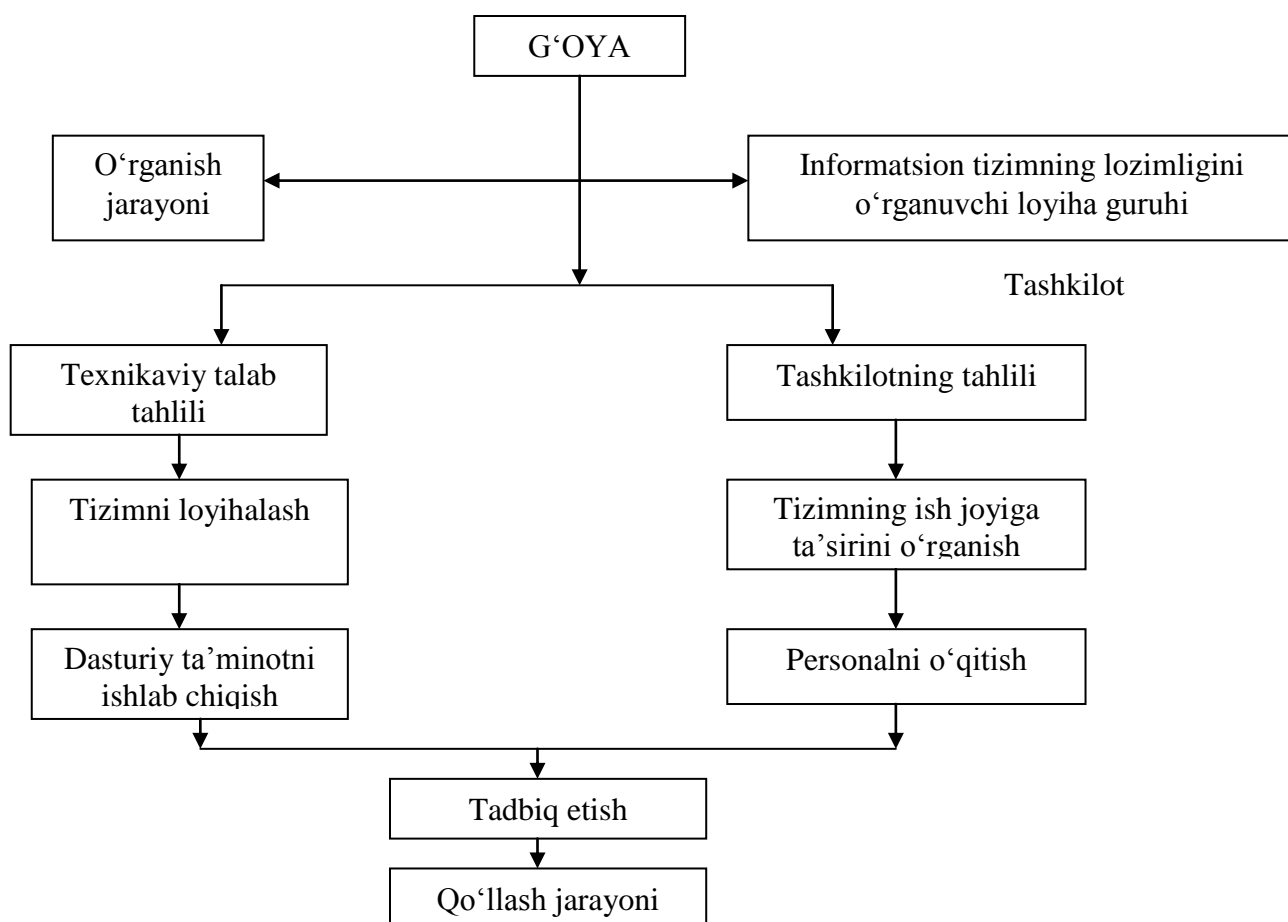 G‘OYA
O‘rganish
jarayoni
Informatsion tizimning lozimligini
o‘rganuvchi loyiha guruhi
Tashkilot
Texnikaviy talab
tahlili
Tashkilotning tahlili
Tizimni loyihalash
Tizimning ish joyiga
ta’sirini o‘rganish
Dasturiy ta’minotni
ishlab chiqish
Personalni o‘qitish
Tadbiq etish
Qo‘llash jarayoni